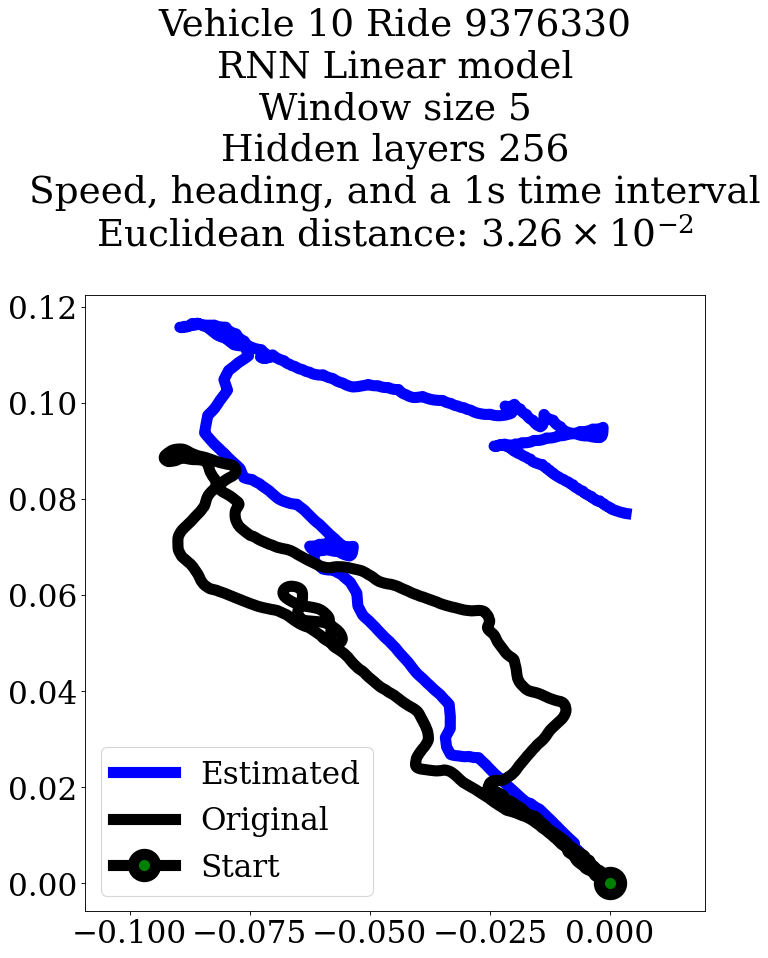 Vehicle 10 Ride 9376330
RNN Linear model
Window size 5
Hidden layers 256
Speed, heading, and a 1s time interval
Euclidean distance: 3.26 × 10⁻²
0.12
0.10
0.08
0.06
0.04
0.02
0.00
Estimated
Original
Start
−0.100 −0.075 −0.050 −0.025 0.000